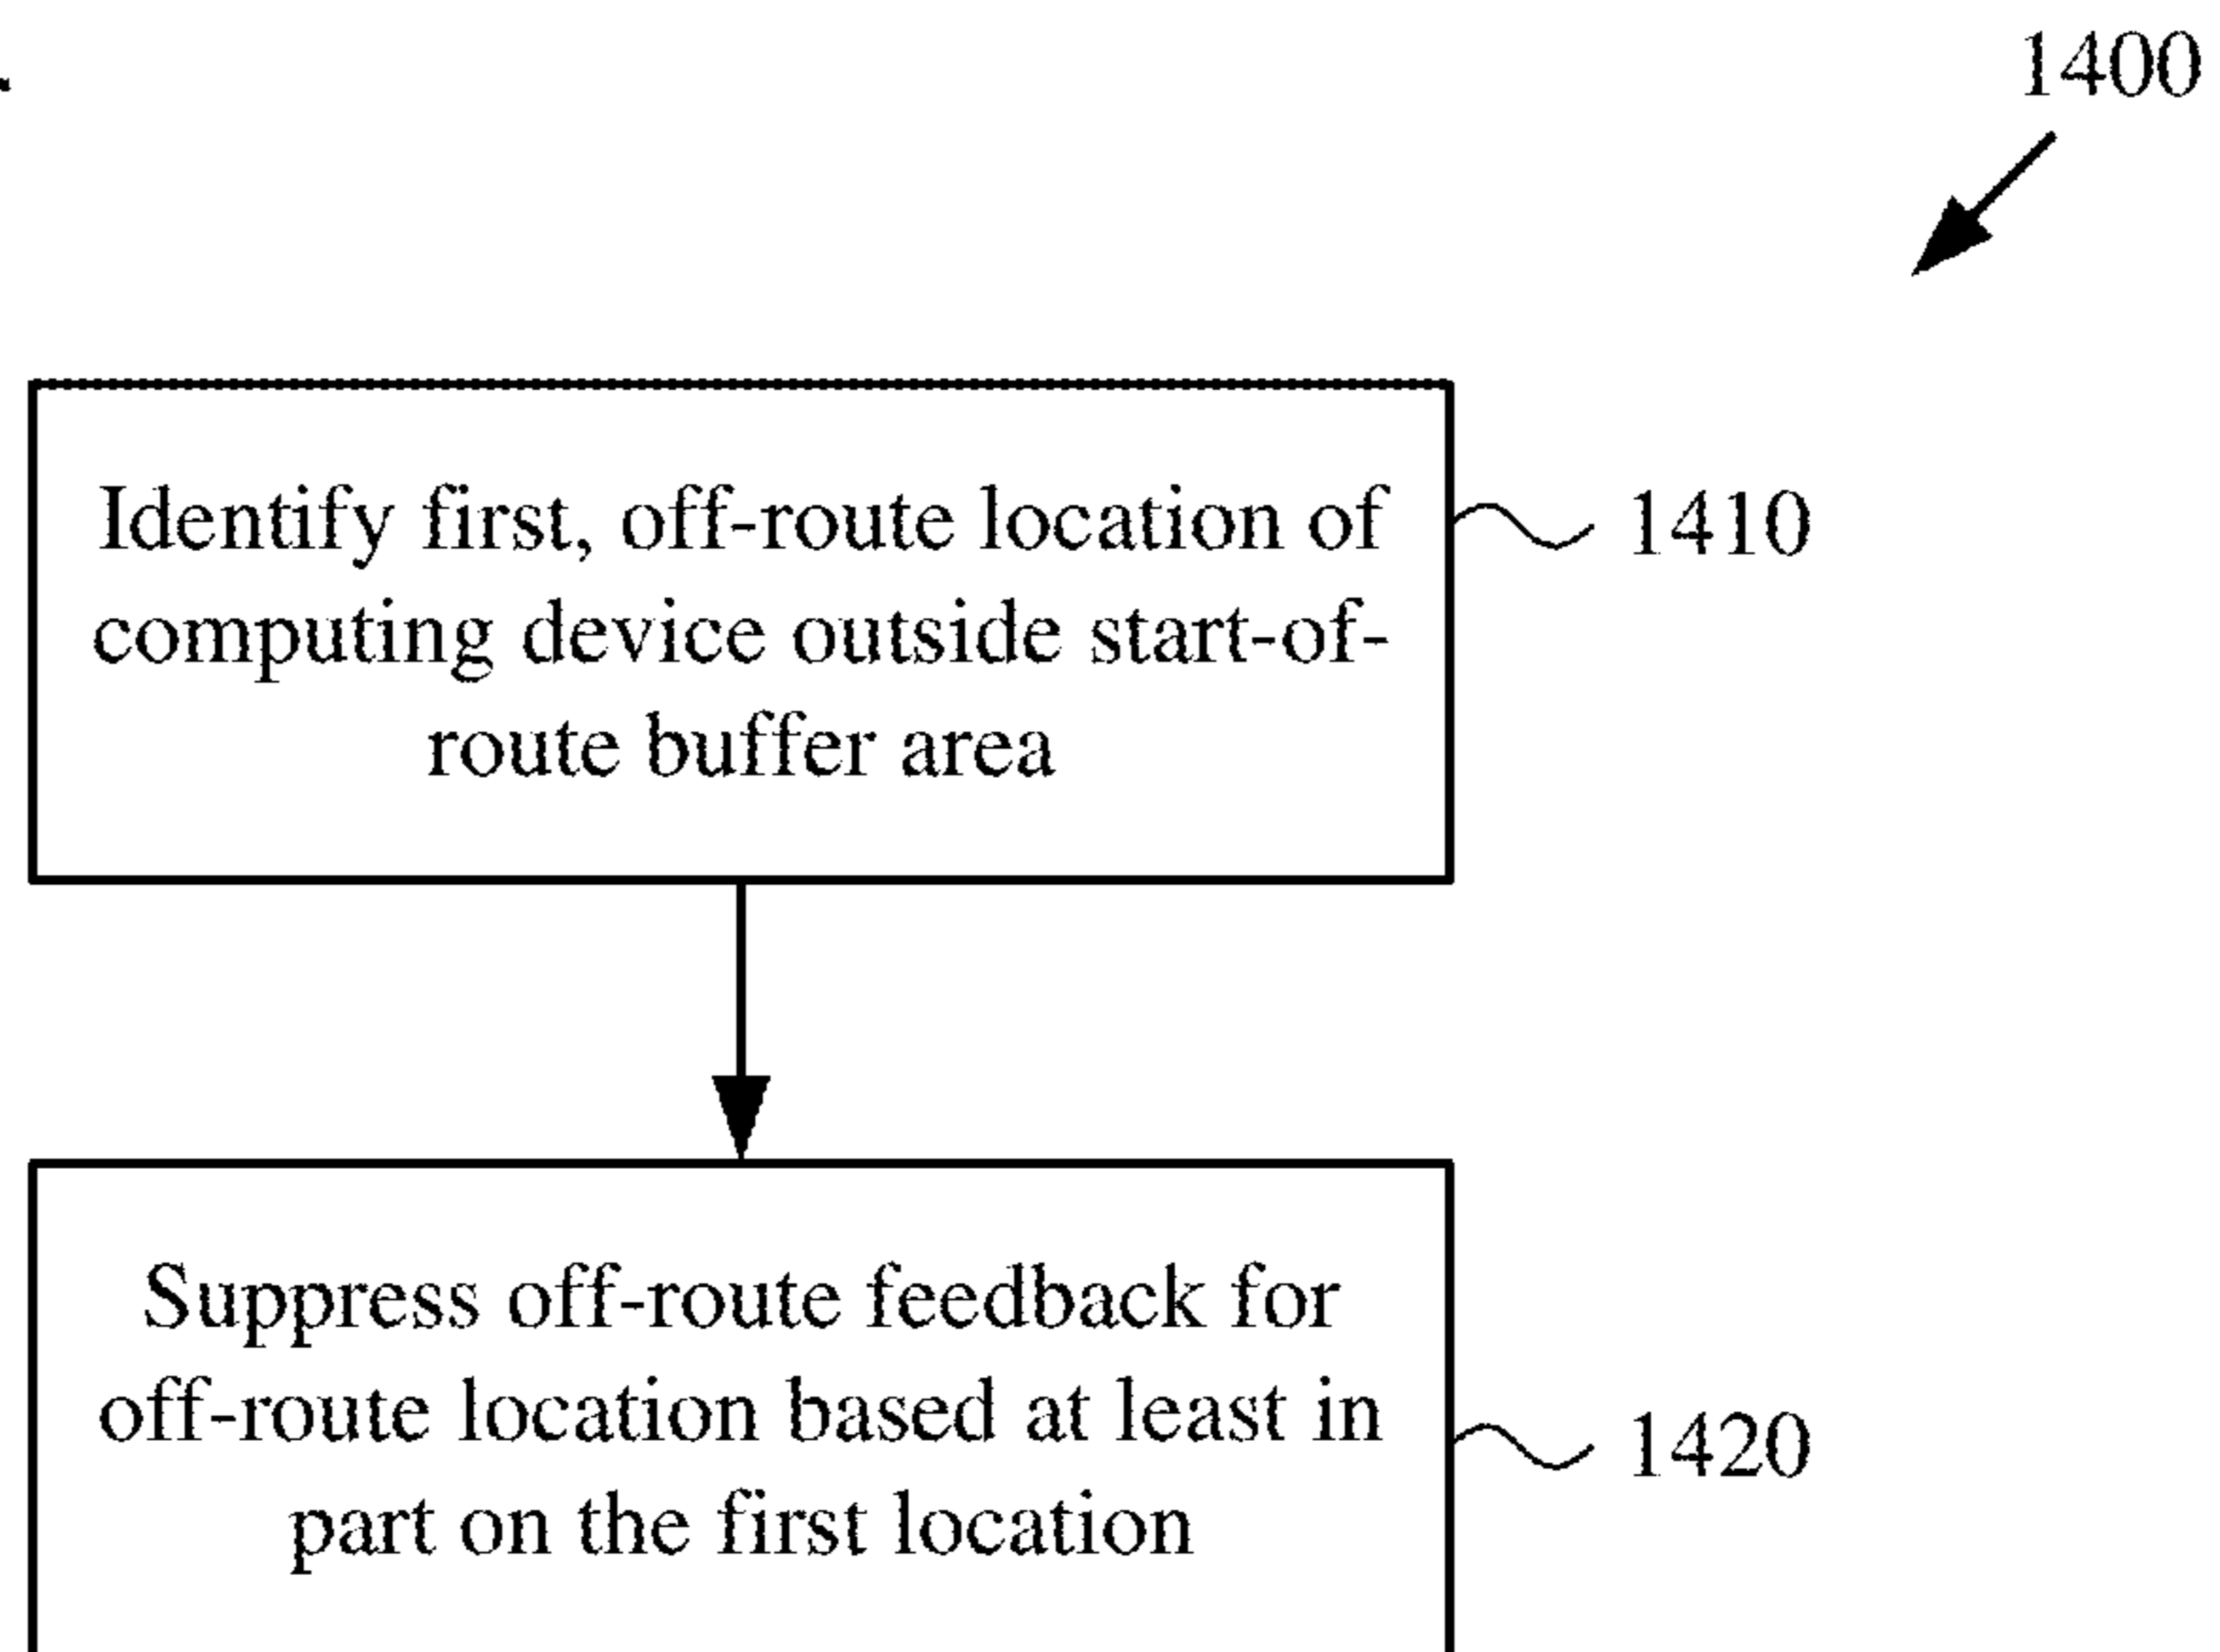 1400
Identify first, off-route location of
computing device outside start-of-
route buffer area
1410
Suppress off-route feedback for
off-route location based at least in
part on the first location
1420